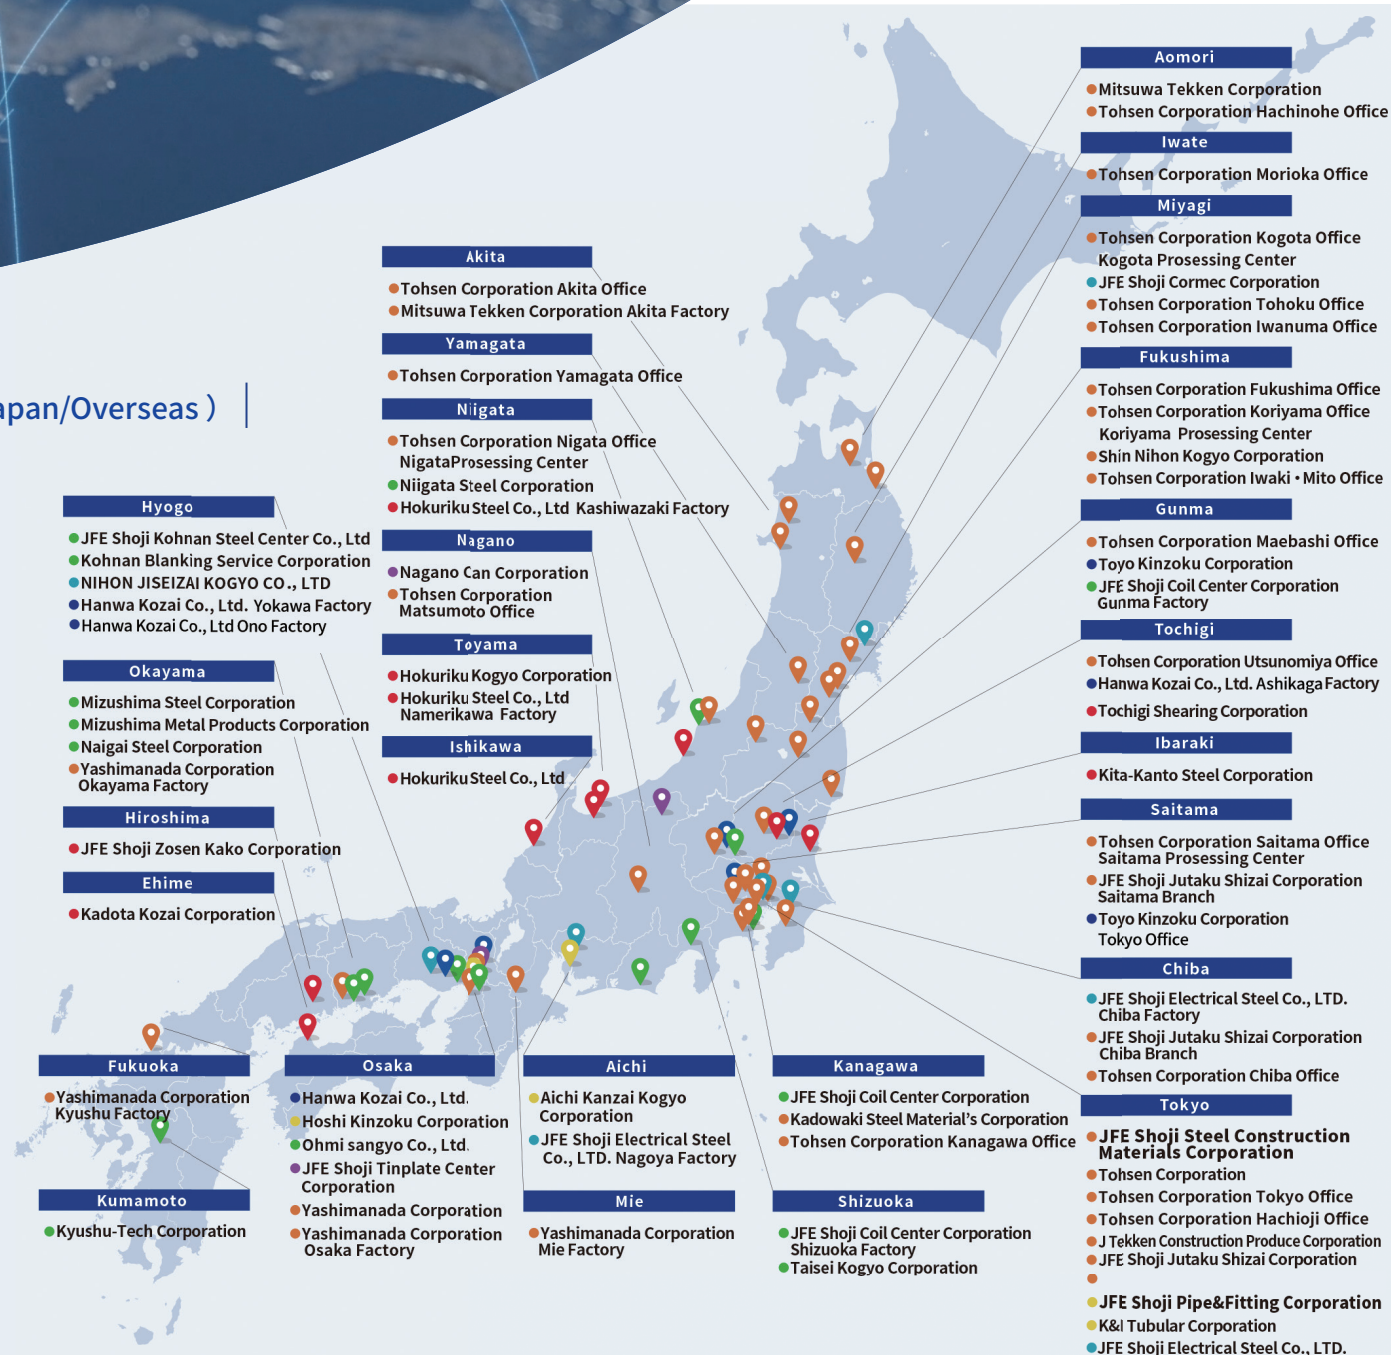 apan/Overseas）
Hyogo
JFE Shoji Kohnan Steel Center Co., Ltd
Kohnan Blanking Service Corporation
NIHON JISEIZAI KOGYO CO., LTD
Hanwa Kozai Co., Ltd. Yokawa Factory
Hanwa Kozai Co., Ltd Ono Factory
Okayama
Mizushima Steel Corporation
Mizushima Metal Products Corporation
Naigai Steel Corporation
Yashimanada Corporation
Okayama Factory
Hiroshima
JFE Shoji Zosen Kako Corporation
Ehime
Kadota Kozai Corporation
Akita
Tohsen Corporation Akita Office
Mitsuwa Tekken Corporation Akita Factory
Yamagata
Tohsen Corporation Yamagata Office
Niigata
Tohsen Corporation Nigata Office
NigataProsessing Center
Niigata Steel Corporation
Hokuriku Steel Co., Ltd Kashiwazaki Factory
Nagano
Nagano Can Corporation
Tohsen Corporation
Matsumoto Office
Toyama
Hokuriku Kogyo Corporation
Hokuriku Steel Co., Ltd
Namerikawa Factory
Ishikawa
Hokuriku Steel Co., Ltd
Aomori
Mitsuwa Tekken Corporation
Tohsen Corporation Hachinohe Office
Iwate
Tohsen Corporation Morioka Office
Miyagi
Tohsen Corporation Kogota Office
Kogota Prosessing Center
JFE Shoji Cormec Corporation
Tohsen Corporation Tohoku Office
Tohsen Corporation Iwanuma Office
Fukushima
Tohsen Corporation Fukushima Office
Tohsen Corporation Koriyama Office
Koriyama Prosessing Center
Shin Nihon Kogyo Corporation
Tohsen Corporation Iwaki・Mito Office
Gunma
Tohsen Corporation Maebashi Office
Toyo Kinzoku Corporation
JFE Shoji Coil Center Corporation
Gunma Factory
Tochigi
Tohsen Corporation Utsunomiya Office
Hanwa Kozai Co., Ltd. Ashikaga Factory
Tochigi Shearing Corporation
Ibaraki
Kita-Kanto Steel Corporation
Saitama
Tohsen Corporation Saitama Office
Saitama Prosessing Center
JFE Shoji Jutaku Shizai Corporation
Saitama Branch
Toyo Kinzoku Corporation
Tokyo Office
Chiba
JFE Shoji Electrical Steel Co., LTD.
Chiba Factory
JFE Shoji Jutaku Shizai Corporation
Chiba Branch
Tohsen Corporation Chiba Office
Tokyo
JFE Shoji Steel Construction
Materials Corporation
Tohsen Corporation
Tohsen Corporation Tokyo Office
Tohsen Corporation Hachioji Office
J Tekken Construction Produce Corporation
JFE Shoji Jutaku Shizai Corporation
JFE Shoji Pipe&Fitting Corporation
K&I Tubular Corporation
JFE Shoji Electrical Steel Co., LTD.
Fukuoka
Yashimanada Corporation
Kyushu Factory
Kumamoto
Kyushu-Tech Corporation
Osaka
Hanwa Kozai Co., Ltd.
Hoshi Kinzoku Corporation
Ohmi sangyo Co., Ltd.
JFE Shoji Tinplate Center
Corporation
Yashimanada Corporation
Yashimanada Corporation
Osaka Factory
Aichi
Aichi Kanzai Kogyo
Corporation
JFE Shoji Electrical Steel
Co., LTD. Nagoya Factory
Mie
Yashimanada Corporation
Mie Factory
Kanagawa
JFE Shoji Coil Center Corporation
Kadowaki Steel Material’s Corporation
Tohsen Corporation Kanagawa Office
Shizuoka
JFE Shoji Coil Center Corporation
Shizuoka Factory
Taisei Kogyo Corporation